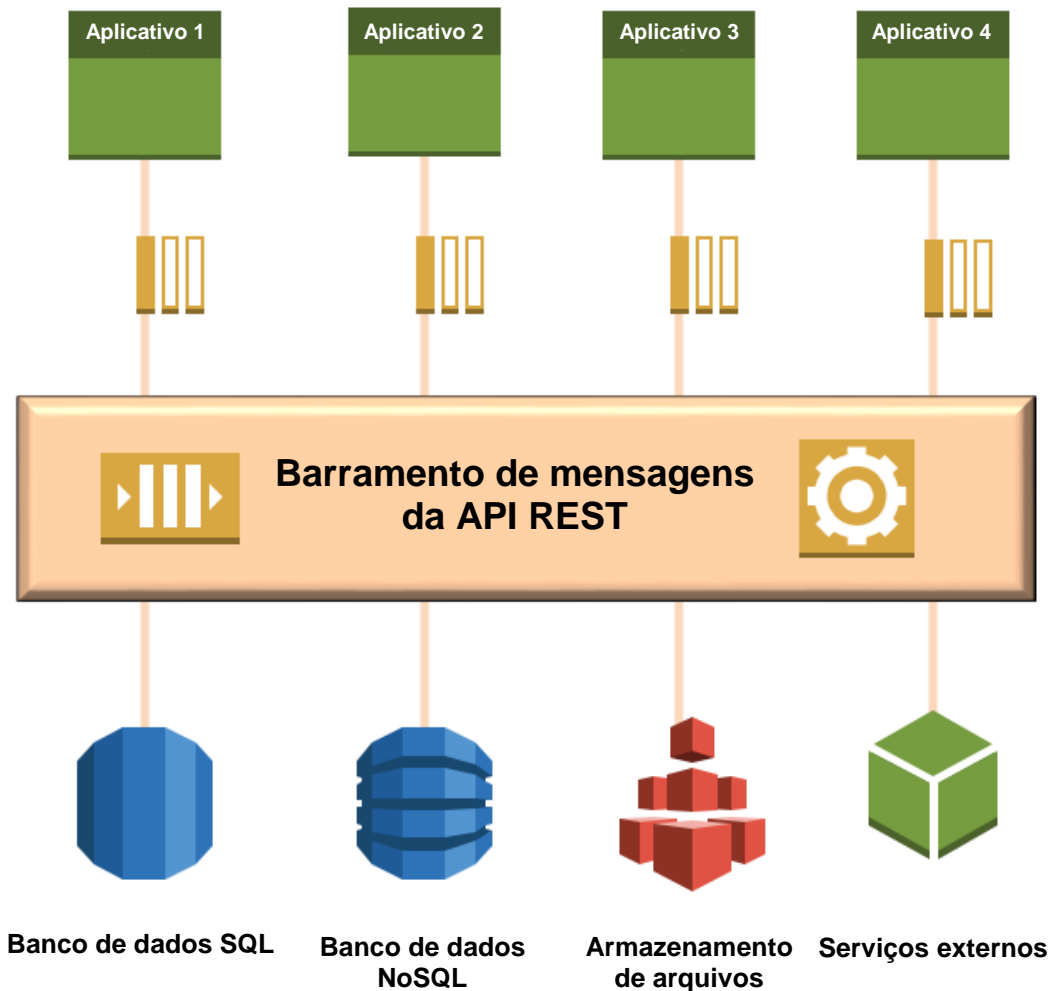 Aplicativo 1
Aplicativo 2
Aplicativo 3
Aplicativo 4
Barramento de mensagens
da API REST
Banco de dados SQL
Banco de dados
NoSQL
Armazenamento
de arquivos
Serviços externos